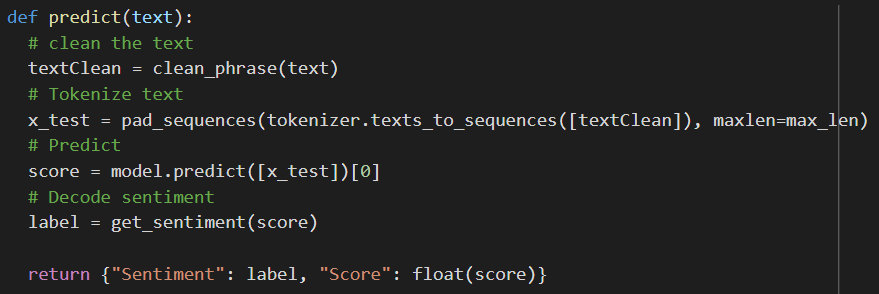 def predict(text):
  # clean the text
  textClean = clean_phrase(text)
  # Tokenize text
  x_test = pad_sequences(tokenizer.texts_to_sequences([textClean]), maxlen=max_len)
  # Predict
  score = model.predict([x_test])[0]
  # Decode sentiment
  label = get_sentiment(score)

  return {"Sentiment": label, "Score": float(score)}